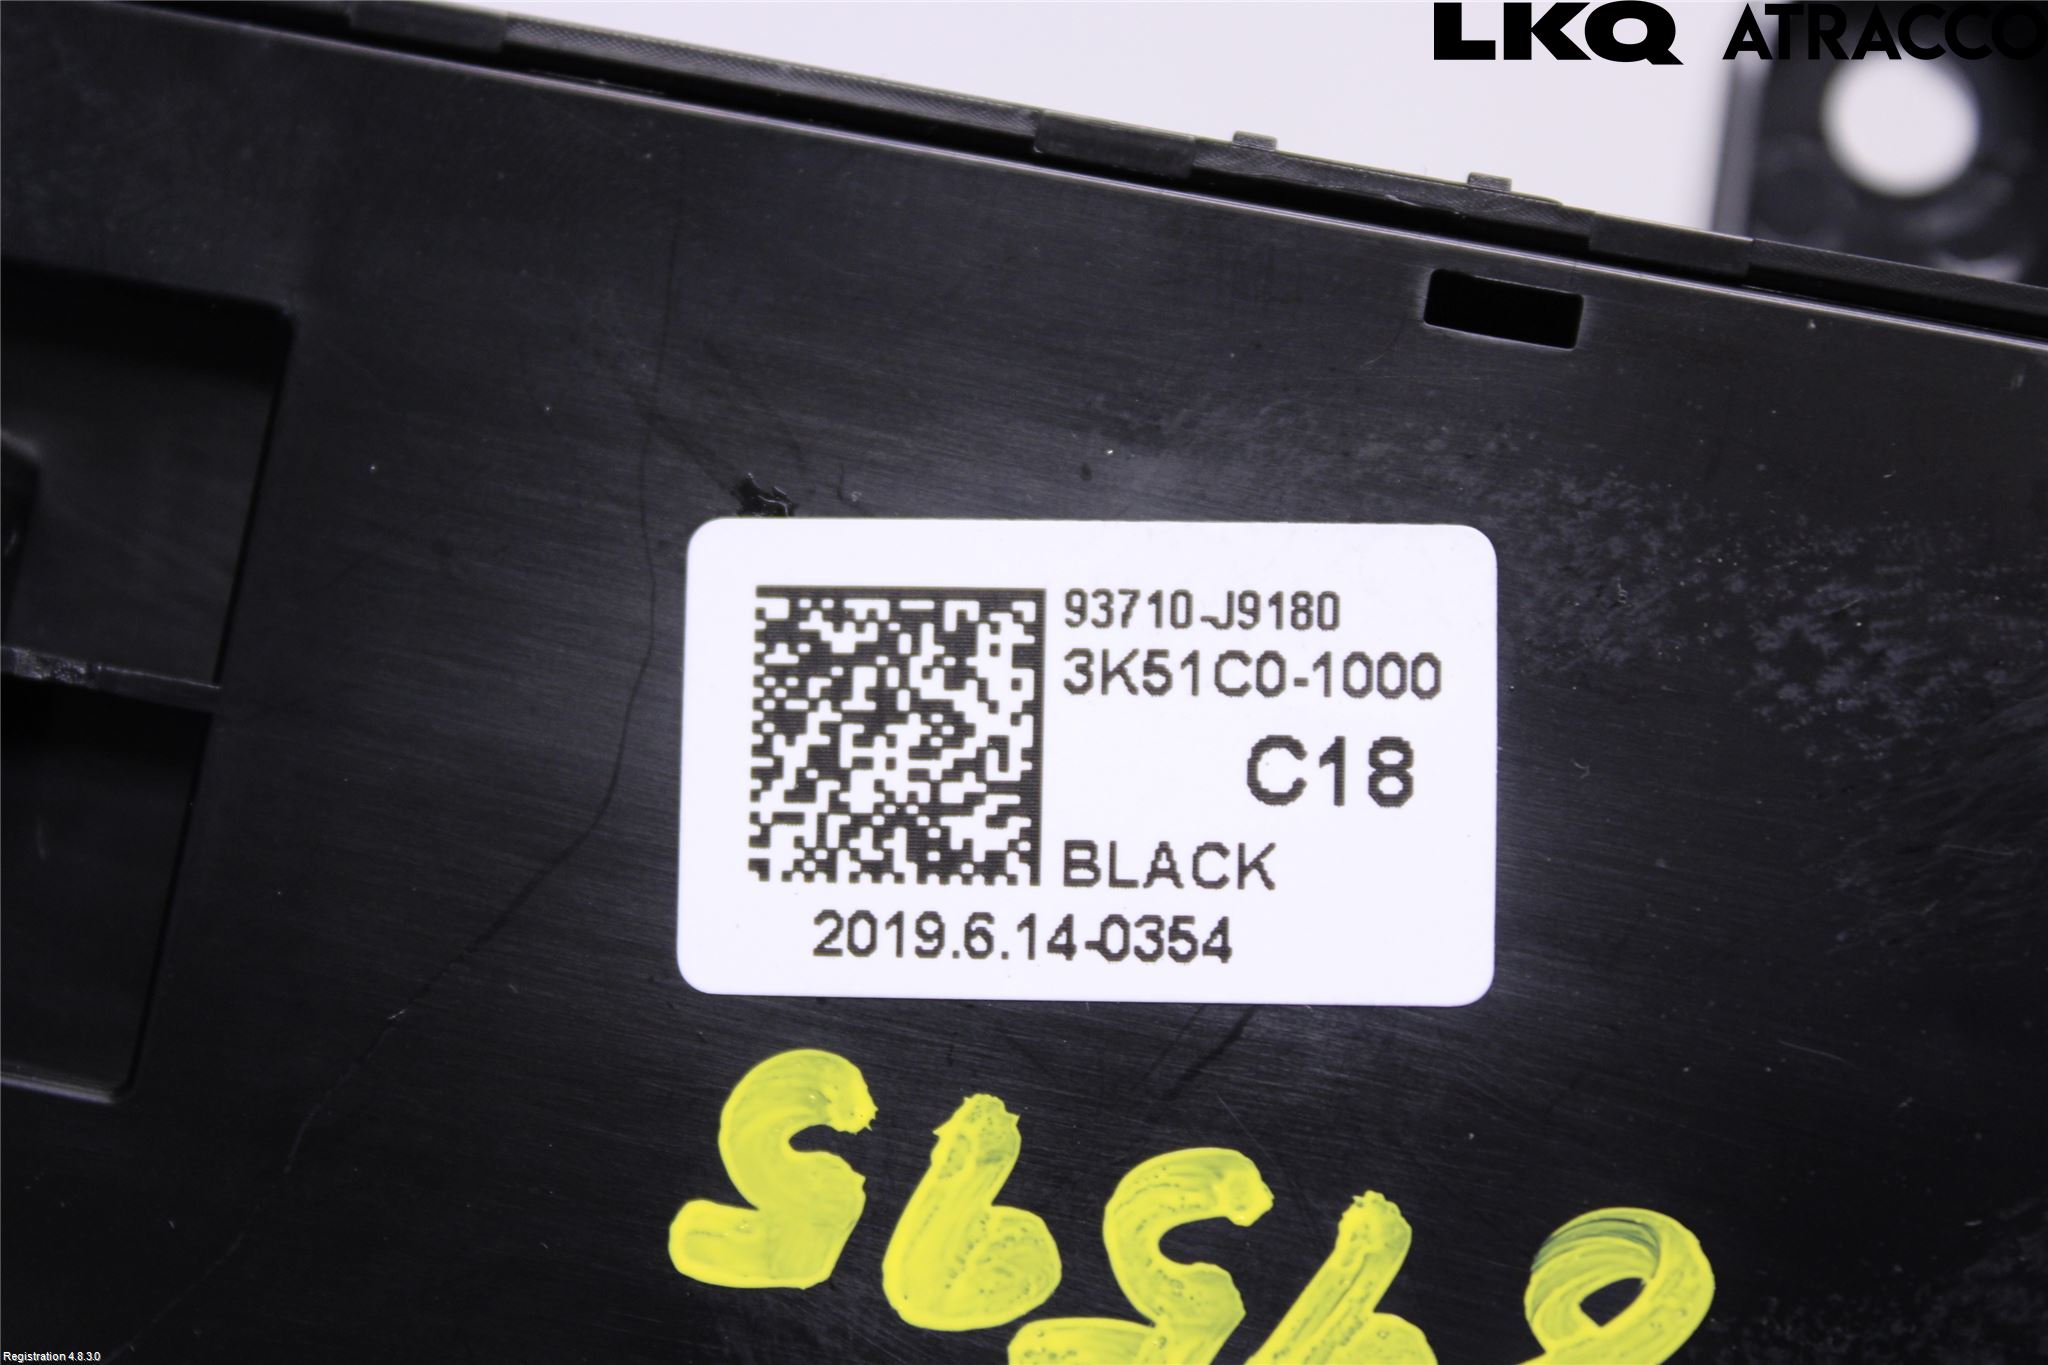 LKQ ATRACCO
93710-J9180
3K51C0-1000
C18
BLACK
2019.6.14-0354
Registration 4.8.3.0